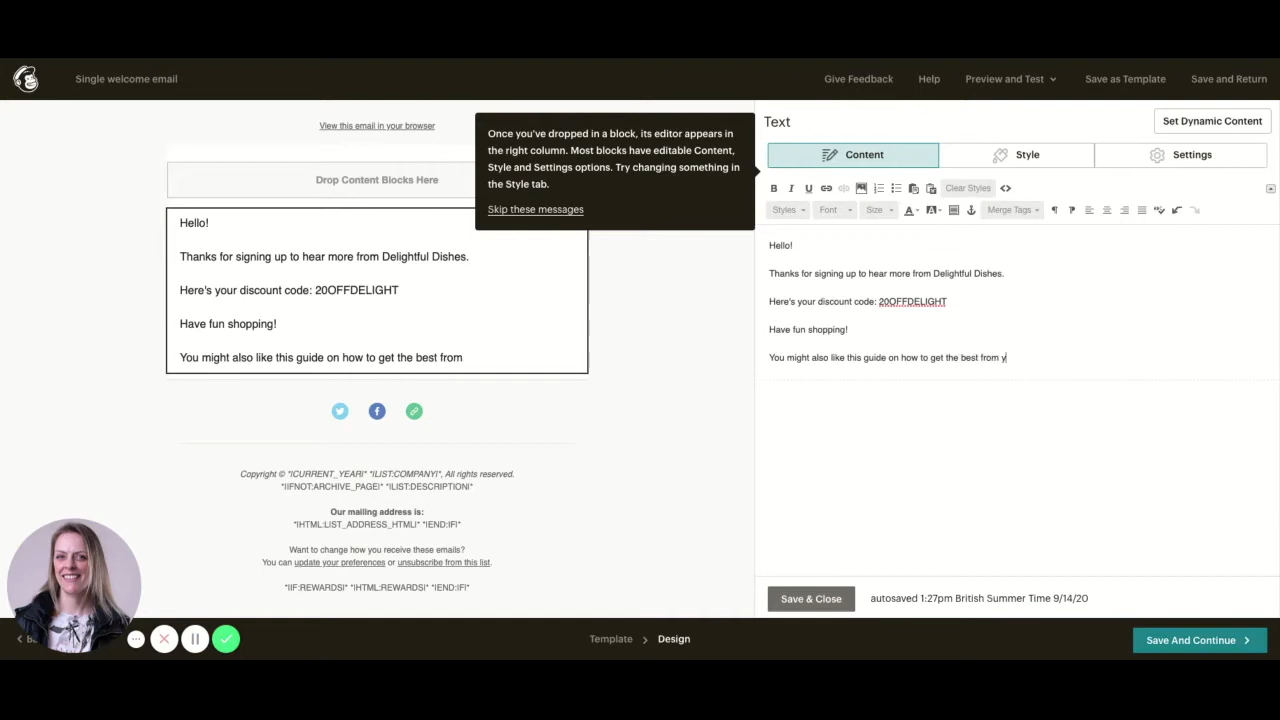 Single welcome email
Give Feedback
Help
Preview and Test
Save as Template
Save and Return
View this email in your browser
Drop Content Blocks Here
Hello!
Thanks for signing up to hear more from Delightful Dishes.
Here's your discount code: 20OFFDELIGHT
Have fun shopping!
You might also like this guide on how to get the best from
Copyright © *|CURRENT_YEAR|* *|LIST:COMPANY|*, All rights reserved.
*|IFNOT:ARCHIVE_PAGE|* *|LIST:DESCRIPTION|*
Our mailing address is:
*|HTML:LIST_ADDRESS_HTML|* *|END:IF|*
Want to change how you receive these emails?
You can update your preferences or unsubscribe from this list.
*|IF:REWARDS|* *|HTML:REWARDS|* *|END:IF|*
Once you've dropped in a block, its editor appears in
the right column. Most blocks have editable Content,
Style and Settings options. Try changing something in
the Style tab.
Skip these messages
Text
Set Dynamic Content
Content
Style
Settings
B I U
Clear Styles
Styles
Font
Size
A A
Merge Tags
Hello!
Thanks for signing up to hear more from Delightful Dishes.
Here's your discount code: 20OFFDELIGHT
Have fun shopping!
You might also like this guide on how to get the best from y
Save & Close
autosaved 1:27pm British Summer Time 9/14/20
Template
Design
Save And Continue